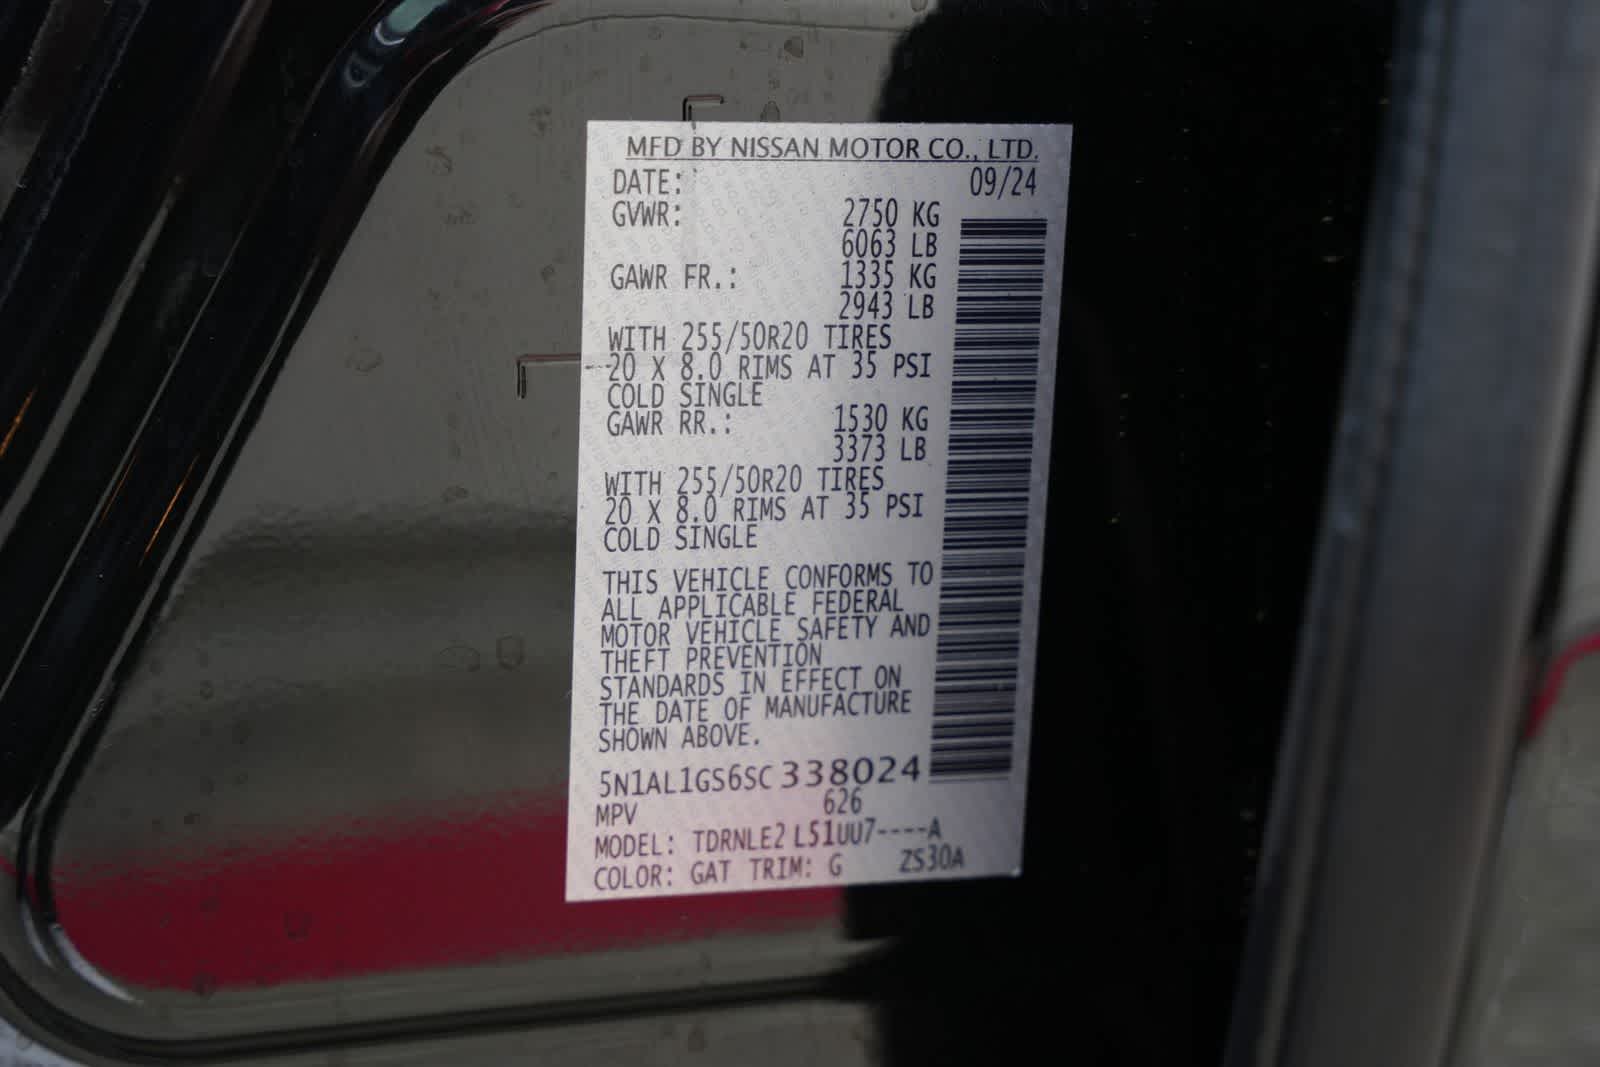 MFD BY NISSAN MOTOR CO., LTD.
DATE: 09/24
GVWR: 2750 KG
6063 LB
GAWR FR.: 1335 KG
2943 LB
WITH 255/50R20 TIRES
20 X 8.0 RIMS AT 35 PSI
COLD SINGLE
GAWR RR.: 1530 KG
3373 LB
WITH 255/50R20 TIRES
20 X 8.0 RIMS AT 35 PSI
COLD SINGLE
THIS VEHICLE CONFORMS TO
ALL APPLICABLE FEDERAL
MOTOR VEHICLE SAFETY AND
THEFT PREVENTION
STANDARDS IN EFFECT ON
THE DATE OF MANUFACTURE
SHOWN ABOVE.
5N1AL1GS6SC338024
MPV 626
MODEL: TDRNLE2 L51UU7----A
COLOR: GAT TRIM: G ZS30A